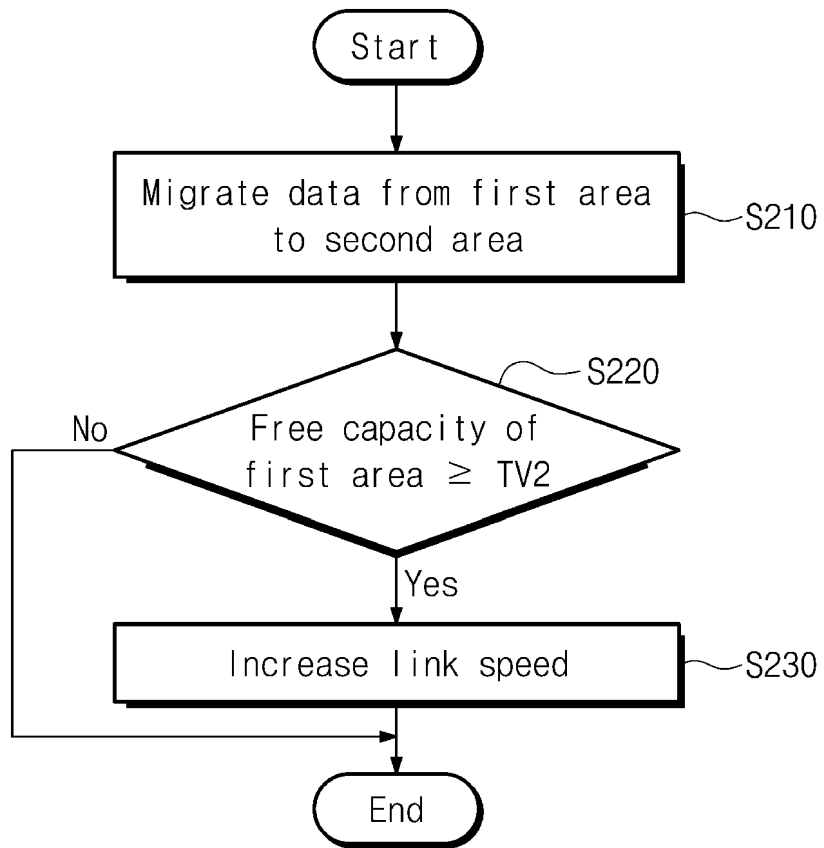 Start
Migrate data from first area
to second area
S210
S220
Free capacity of
first area ≥ TV2
No
Yes
Increase link speed
S230
End